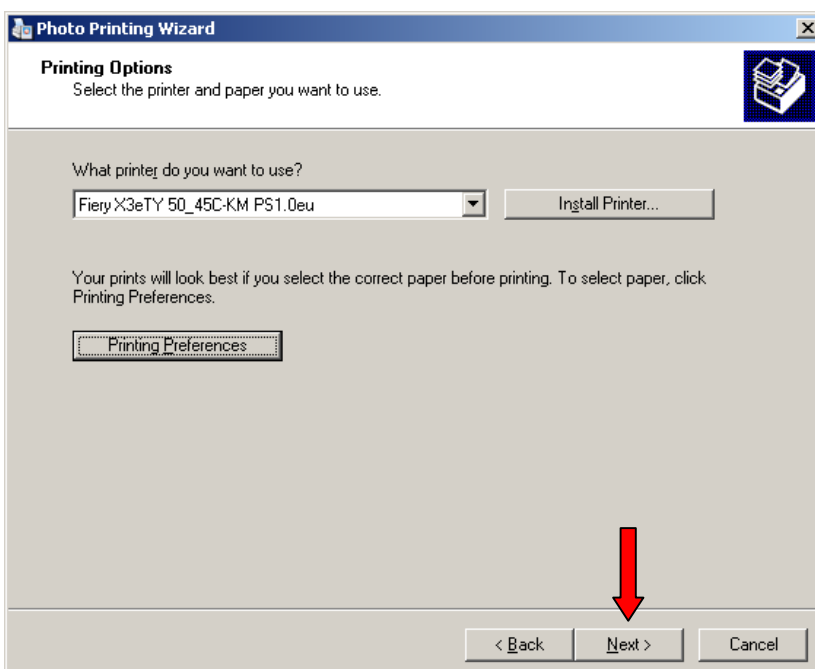 Photo Printing Wizard
Printing Options
Select the printer and paper you want to use.
What printer do you want to use?
Fiery X3eTY 50_45C-KM PS1.0eu
Install Printer...
Your prints will look best if you select the correct paper before printing. To select paper, click
Printing Preferences.
Printing Preferences
< Back
Next >
Cancel